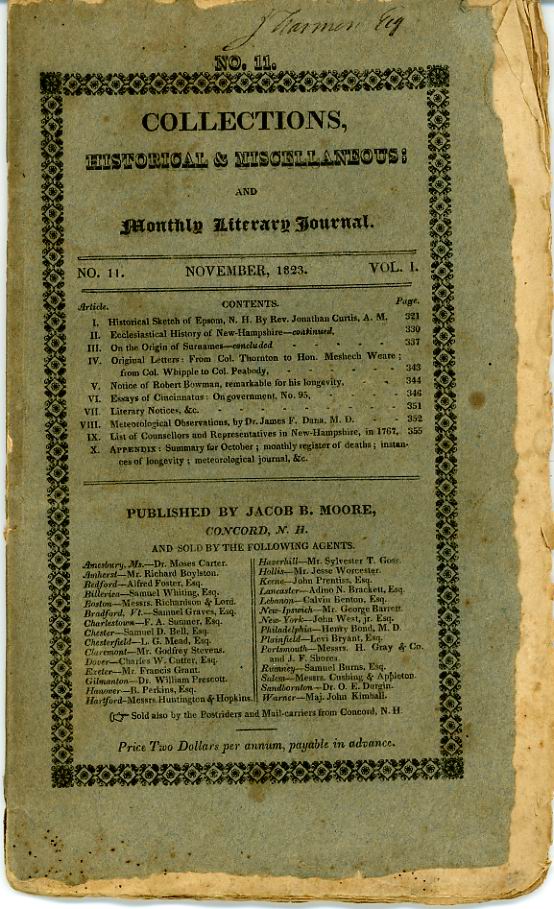 J Farmer Esq
NO. 11.
COLLECTIONS,
HISTORICAL & MISCELLANEOUS:
AND
Monthly Literary Journal.
NO. 11. NOVEMBER, 1823. VOL. I.
Article. CONTENTS. Page.
I. Historical Sketch of Epsom, N. H. By Rev. Jonathan Curtis, A. M. 321
II. Ecclesiastical History of New-Hampshire—continued, 330
III. On the Origin of Surnames—concluded 337
IV. Original Letters: From Col. Thornton to Hon. Meshech Weare;
from Col. Whipple to Col. Peabody, 343
V. Notice of Robert Bowman, remarkable for his longevity, 344
VI. Essays of Cincinnatus: On government, No. 95, 346
VII. Literary Notices, &c. 351
VIII. Meteorological Observations, by Dr. James F. Dana, M. D. 352
IX. List of Counsellors and Representatives in New-Hampshire, in 1767, 355
X. APPENDIX: Summary for October; monthly register of deaths; instan-
ces of longevity; meteorological journal, &c.
PUBLISHED BY JACOB B. MOORE,
CONCORD, N. H.
AND SOLD BY THE FOLLOWING AGENTS.
Amesbury, Ms.—Dr. Moses Carter.
Amherst—Mr. Richard Boylston.
Bedford—Alfred Foster, Esq.
Billerica—Samuel Whiting, Esq.
Boston—Messrs. Richardson & Lord.
Bradford, Vt.—Samuel Graves, Esq.
Charlestown—F. A. Sumner, Esq.
Chester—Samuel D. Bell, Esq.
Chesterfield—L. G. Mead, Esq.
Claremont—Mr. Godfrey Stevens.
Dover—Charles W. Cutter, Esq.
Exeter—Mr. Francis Grant.
Gilmanton—Dr. William Prescott.
Hanover—B. Perkins, Esq.
Hartford—Messrs Huntington & Hopkins.
Haverhill—Mr. Sylvester T. Goss.
Hollis—Mr. Jesse Worcester.
Keene—John Prentiss, Esq.
Lancaster—Adino N. Brackett, Esq.
Lebanon—Calvin Benton, Esq.
New-Ipswich—Mr. George Barrett.
New-York—John West, jr. Esq.
Philadelphia—Henry Bond, M. D.
Plainfield—Levi Bryant, Esq.
Portsmouth—Messrs. H. Gray & Co.
and J. F. Shores.
Rumney—Samuel Burns, Esq.
Salem—Messrs. Cushing & Appleton.
Sandbornton—Dr. O. E. Durgin.
Warner—Maj. John Kimball.
☞ Sold also by the Postriders and Mail-carriers from Concord, N. H.
Price Two Dollars per annum, payable in advance.